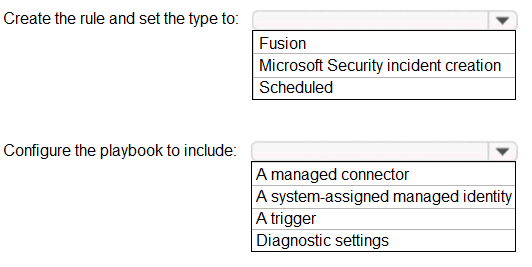 Create the rule and set the type to:
Fusion
Microsoft Security incident creation
Scheduled
Configure the playbook to include:
A managed connector
A system-assigned managed identity
A trigger
Diagnostic settings